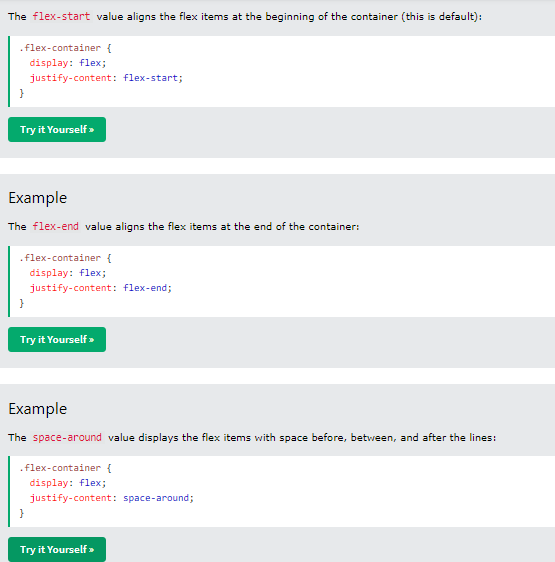 The flex-start value aligns the flex items at the beginning of the container (this is default):
.flex-container {
display: flex;
justify-content: flex-start;
}
Try it Yourself »
Example
The flex-end value aligns the flex items at the end of the container:
.flex-container {
display: flex;
justify-content: flex-end;
}
Try it Yourself »
Example
The space-around value displays the flex items with space before, between, and after the lines:
.flex-container {
display: flex;
justify-content: space-around;
}
Try it Yourself »